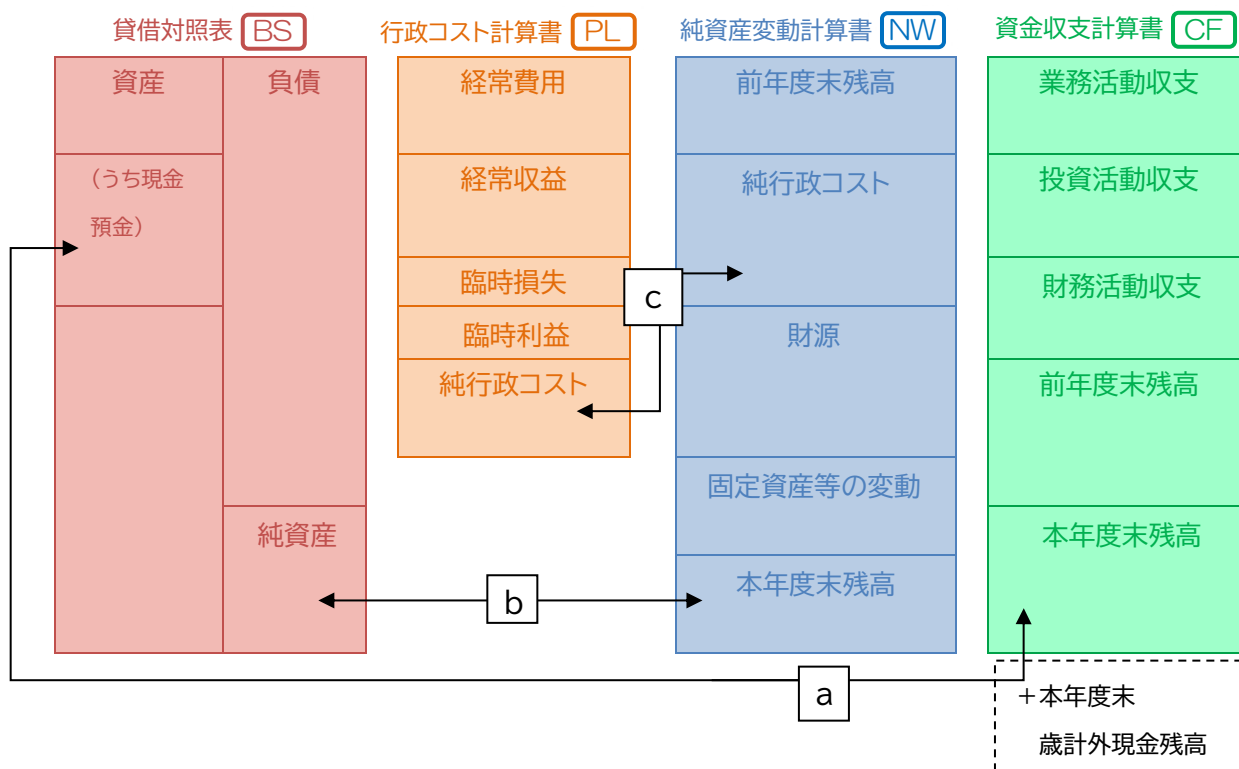 貸借対照表 BS
行政コスト計算書 PL
純資産変動計算書 NW
資金収支計算書 CF
資産
負債
（うち現金
預金）
純資産
経常費用
経常収益
臨時損失
臨時利益
純行政コスト
前年度末残高
純行政コスト
財源
固定資産等の変動
本年度末残高
業務活動収支
投資活動収支
財務活動収支
前年度末残高
本年度末残高
c
b
a
＋本年度末
歳計外現金残高